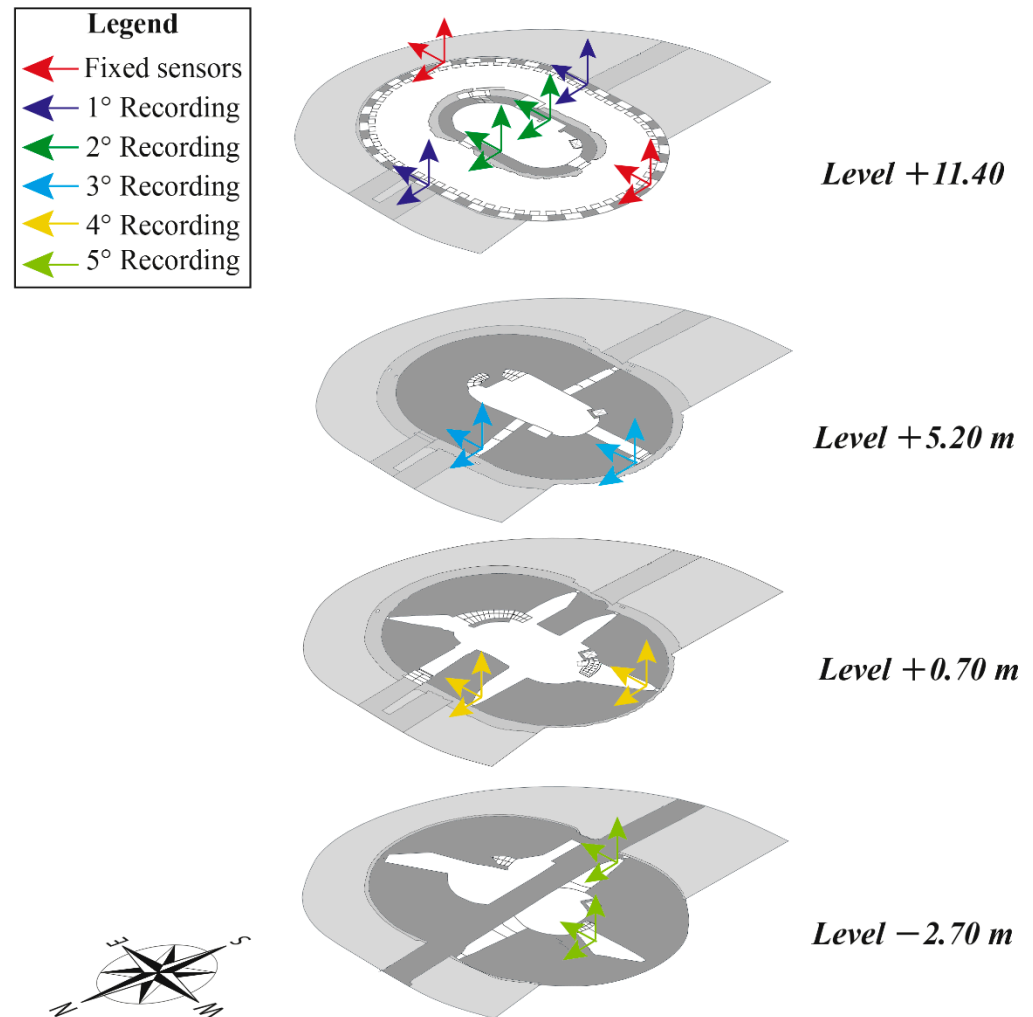 Legend
Fixed sensors
1° Recording
2° Recording
3° Recording
4° Recording
5° Recording
Level +11.40
Level +5.20 m
Level +0.70 m
Level −2.70 m
E
S
N
W